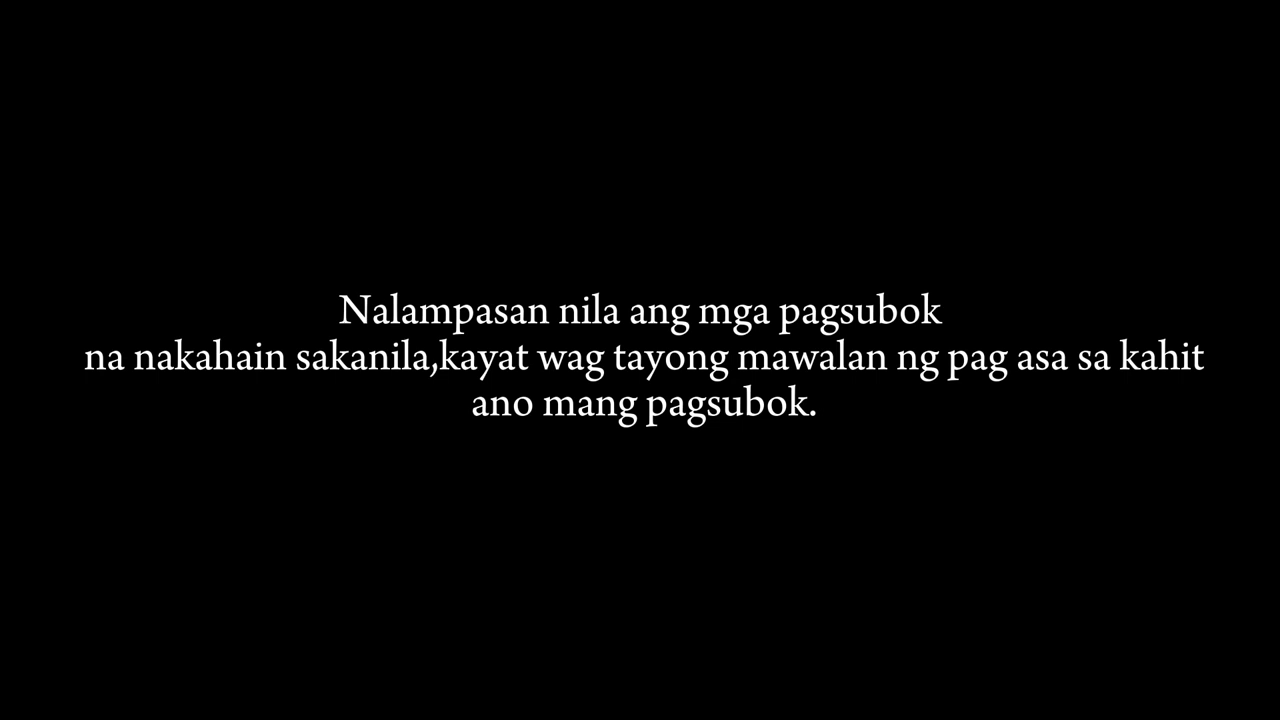 Nalampasan nila ang mga pagsubok
na nakahain sakanila,kayat wag tayong mawalan ng pag asa sa kahit
ano mang pagsubok.